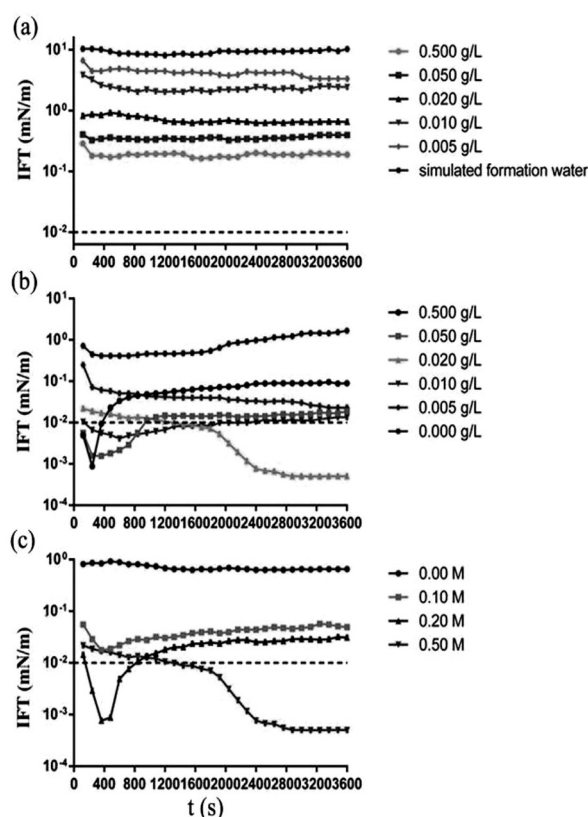 (a)
IFT (mN/m)
10¹
10⁰
10⁻¹
10⁻²
0 400 800 1200 1600 2000 2400 2800 3200 3600
0.500 g/L
0.050 g/L
0.020 g/L
0.010 g/L
0.005 g/L
simulated formation water
(b)
IFT (mN/m)
10¹
10⁰
10⁻¹
10⁻²
10⁻³
10⁻⁴
0 400 800 1200 1600 2000 2400 2800 3200 3600
0.500 g/L
0.050 g/L
0.020 g/L
0.010 g/L
0.005 g/L
0.000 g/L
(c)
IFT (mN/m)
10⁰
10⁻¹
10⁻²
10⁻³
10⁻⁴
0 400 800 1200 1600 2000 2400 2800 3200 3600
t (s)
0.00 M
0.10 M
0.20 M
0.50 M